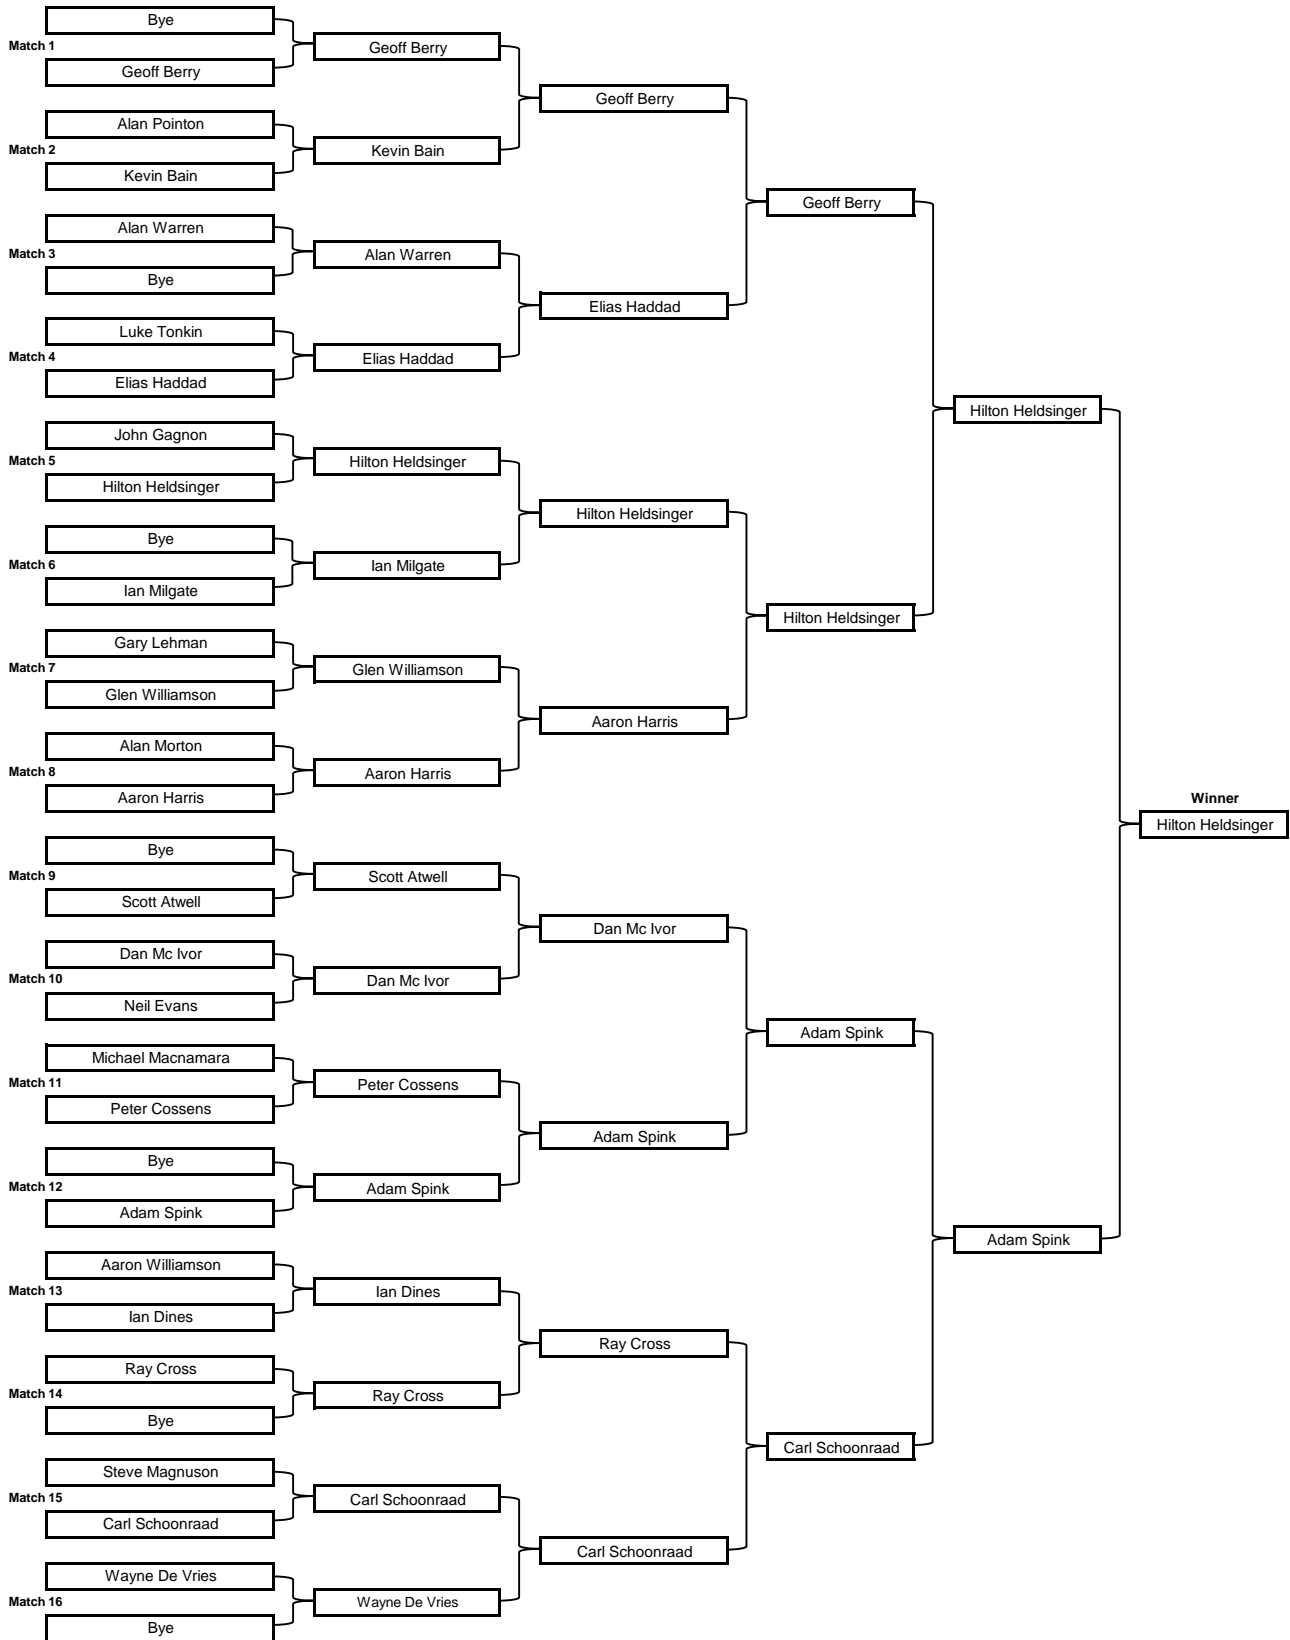 Bye
Match 1
Geoff Berry
Geoff Berry
Geoff Berry
Alan Pointon
Match 2
Kevin Bain
Kevin Bain
Geoff Berry
Alan Warren
Match 3
Alan Warren
Bye
Elias Haddad
Luke Tonkin
Match 4
Elias Haddad
Elias Haddad
Hilton Heldsinger
John Gagnon
Match 5
Hilton Heldsinger
Hilton Heldsinger
Hilton Heldsinger
Bye
Match 6
Ian Milgate
Ian Milgate
Hilton Heldsinger
Gary Lehman
Match 7
Glen Williamson
Glen Williamson
Aaron Harris
Alan Morton
Match 8
Aaron Harris
Aaron Harris
Winner
Hilton Heldsinger
Bye
Match 9
Scott Atwell
Scott Atwell
Dan Mc Ivor
Dan Mc Ivor
Match 10
Dan Mc Ivor
Neil Evans
Adam Spink
Michael Macnamara
Match 11
Peter Cossens
Peter Cossens
Adam Spink
Bye
Match 12
Adam Spink
Adam Spink
Adam Spink
Aaron Williamson
Match 13
Ian Dines
Ian Dines
Ray Cross
Ray Cross
Match 14
Ray Cross
Bye
Carl Schoonraad
Steve Magnuson
Match 15
Carl Schoonraad
Carl Schoonraad
Carl Schoonraad
Wayne De Vries
Match 16
Wayne De Vries
Bye